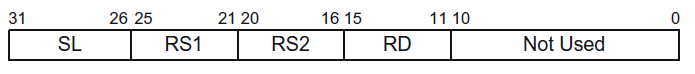 31 26 25 21 20 16 15 11 10 0
SL RS1 RS2 RD Not Used